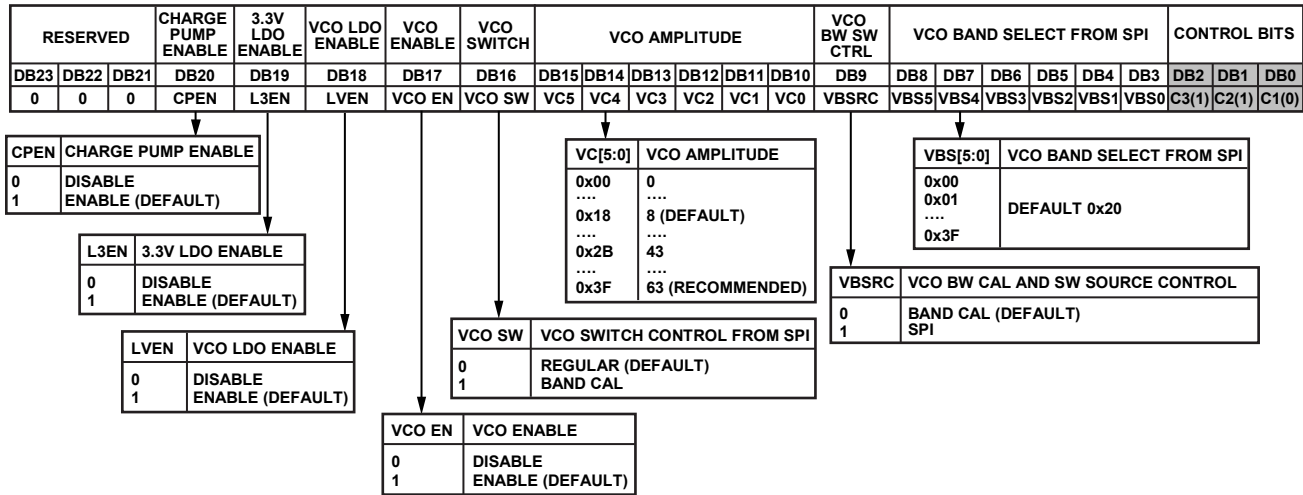 RESERVED CHARGE PUMP ENABLE 3.3V LDO ENABLE VCO LDO ENABLE VCO ENABLE VCO SWITCH VCO AMPLITUDE VCO BW SW CTRL VCO BAND SELECT FROM SPI CONTROL BITS
DB23 DB22 DB21 DB20 DB19 DB18 DB17 DB16 DB15 DB14 DB13 DB12 DB11 DB10 DB9 DB8 DB7 DB6 DB5 DB4 DB3 DB2 DB1 DB0
0 0 0 CPEN L3EN LVEN VCO EN VCO SW VC5 VC4 VC3 VC2 VC1 VC0 VBSRC VBS5 VBS4 VBS3 VBS2 VBS1 VBS0 C3(1) C2(1) C1(0)
CPEN CHARGE PUMP ENABLE
0 DISABLE
1 ENABLE (DEFAULT)
L3EN 3.3V LDO ENABLE
0 DISABLE
1 ENABLE (DEFAULT)
LVEN VCO LDO ENABLE
0 DISABLE
1 ENABLE (DEFAULT)
VCO EN VCO ENABLE
0 DISABLE
1 ENABLE (DEFAULT)
VCO SW VCO SWITCH CONTROL FROM SPI
0 REGULAR (DEFAULT)
1 BAND CAL
VC[5:0] VCO AMPLITUDE
0x00 0
.... ....
0x18 8 (DEFAULT)
.... ....
0x2B 43
.... ....
0x3F 63 (RECOMMENDED)
VBSRC VCO BW CAL AND SW SOURCE CONTROL
0 BAND CAL (DEFAULT)
1 SPI
VBS[5:0] VCO BAND SELECT FROM SPI
0x00
0x01
.... DEFAULT 0x20
0x3F